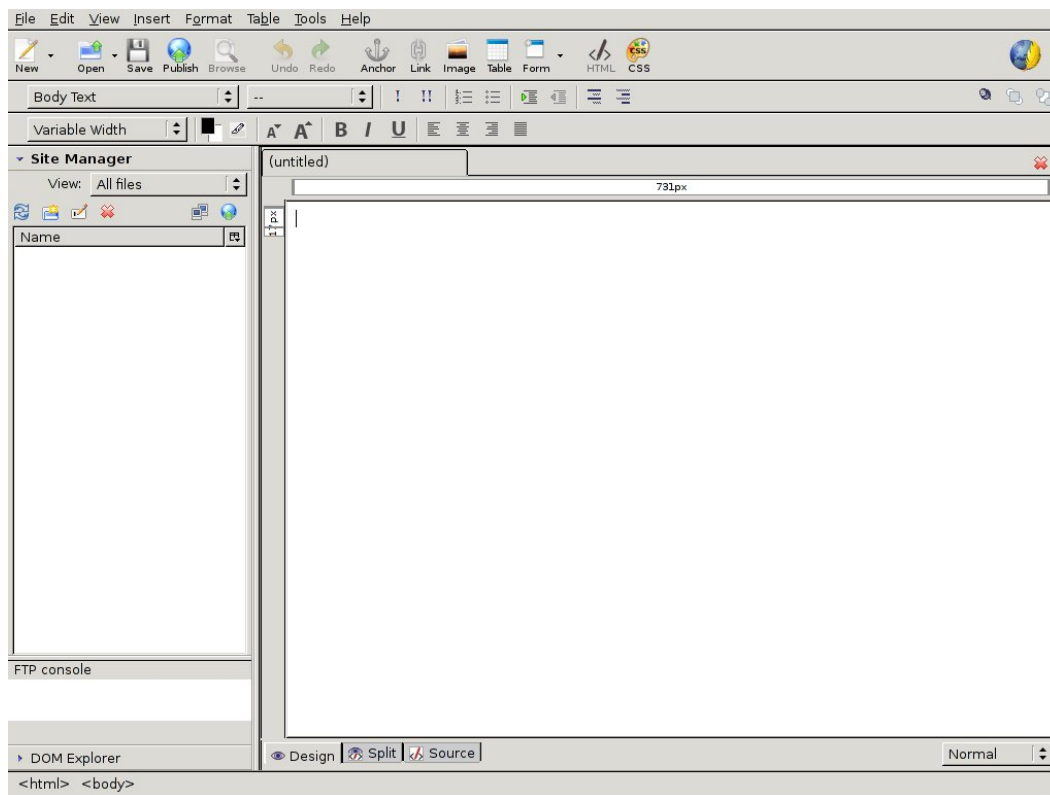 File Edit View Insert Format Table Tools Help
New Open Save Publish Browse Undo Redo Anchor Link Image Table Form HTML CSS
Body Text -- ! !!
Variable Width A A B I U
Site Manager (untitled)
View: All files
731px
17px
Name
FTP console
DOM Explorer Design Split Source Normal
<html> <body>